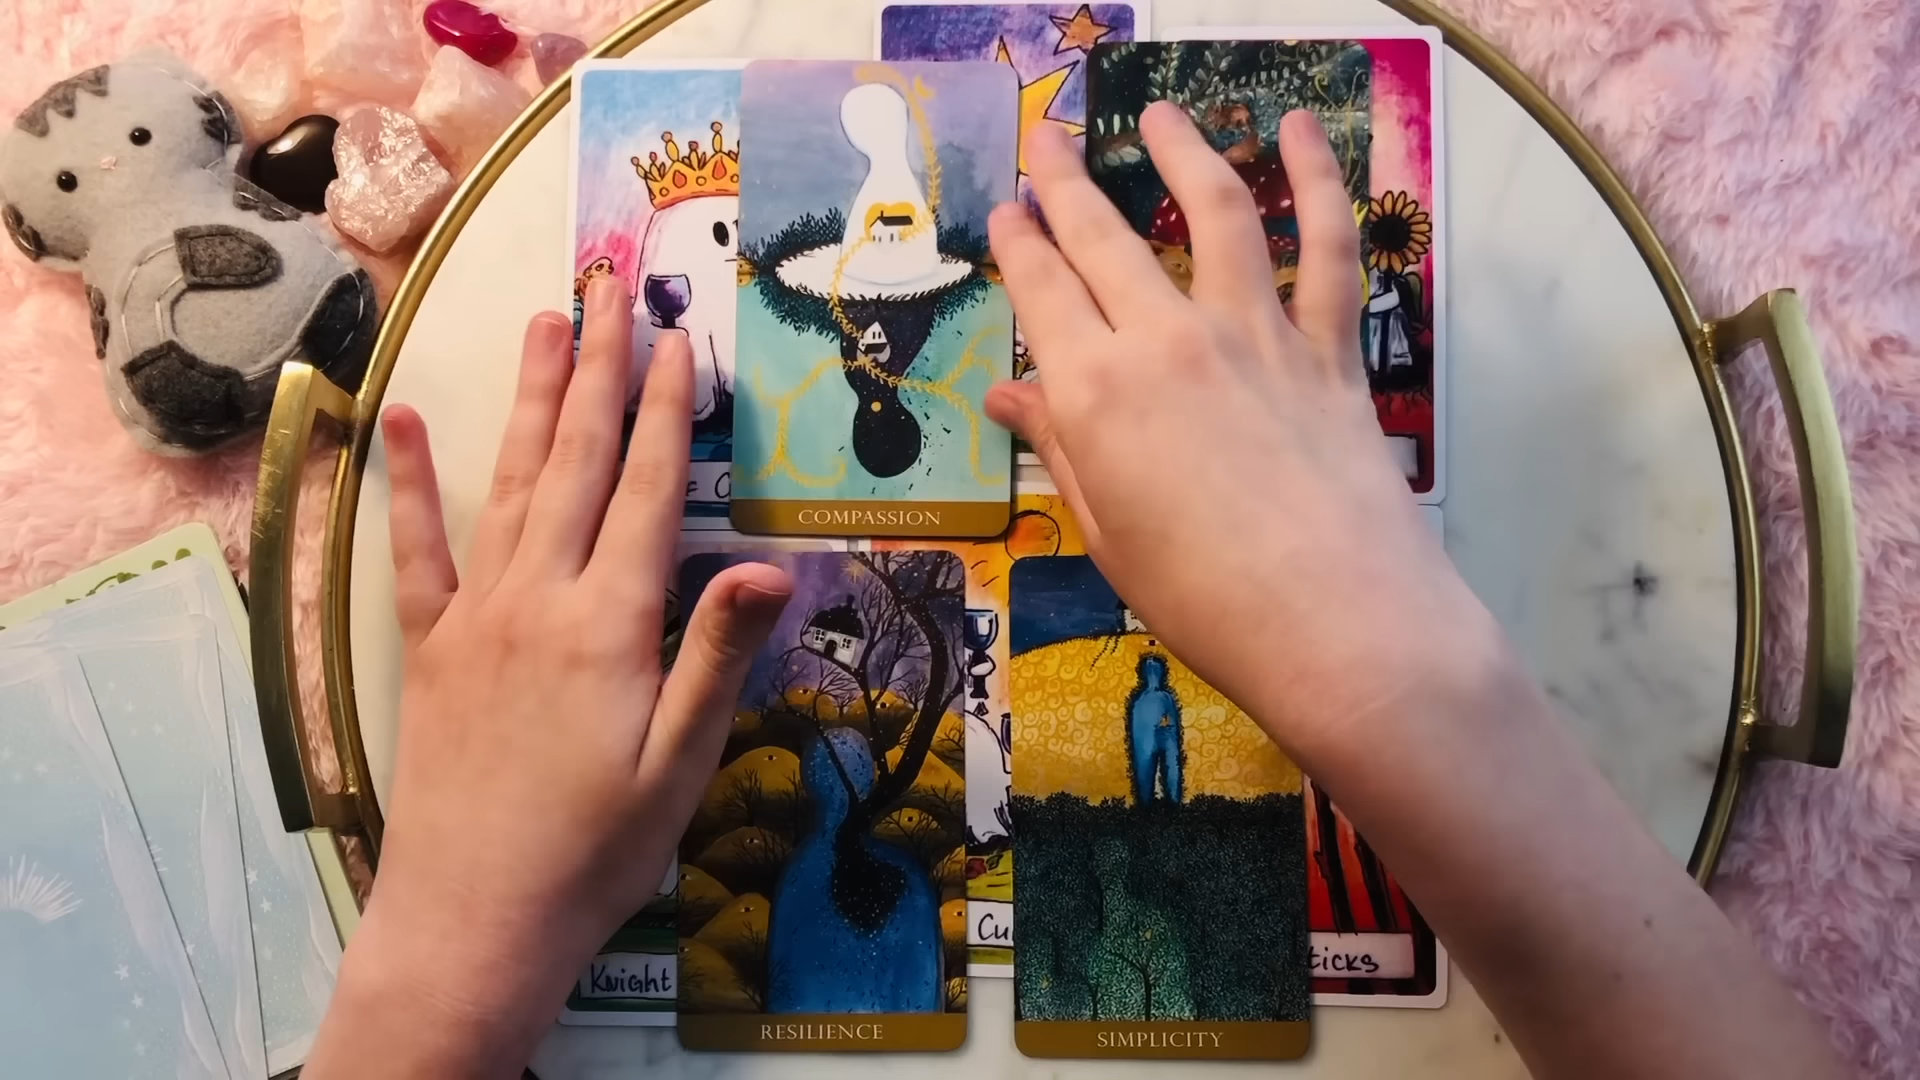 F C
COMPASSION
Cu
Knight
ticks
RESILIENCE
SIMPLICITY